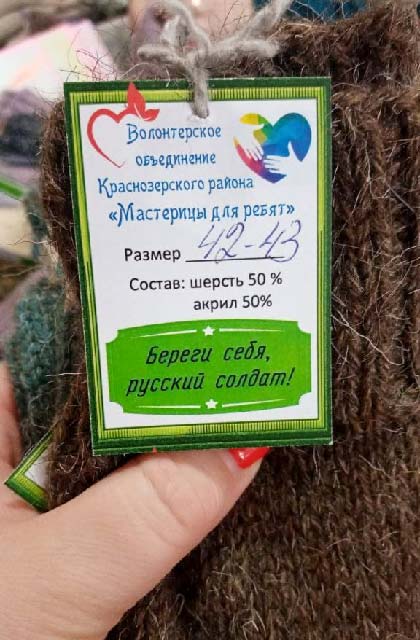 Волонтерское
объединение
Краснозерского района
«Мастерицы для ребят»
Размер 42-43
Состав: шерсть 50 %
акрил 50%
Береги себя,
русский солдат!